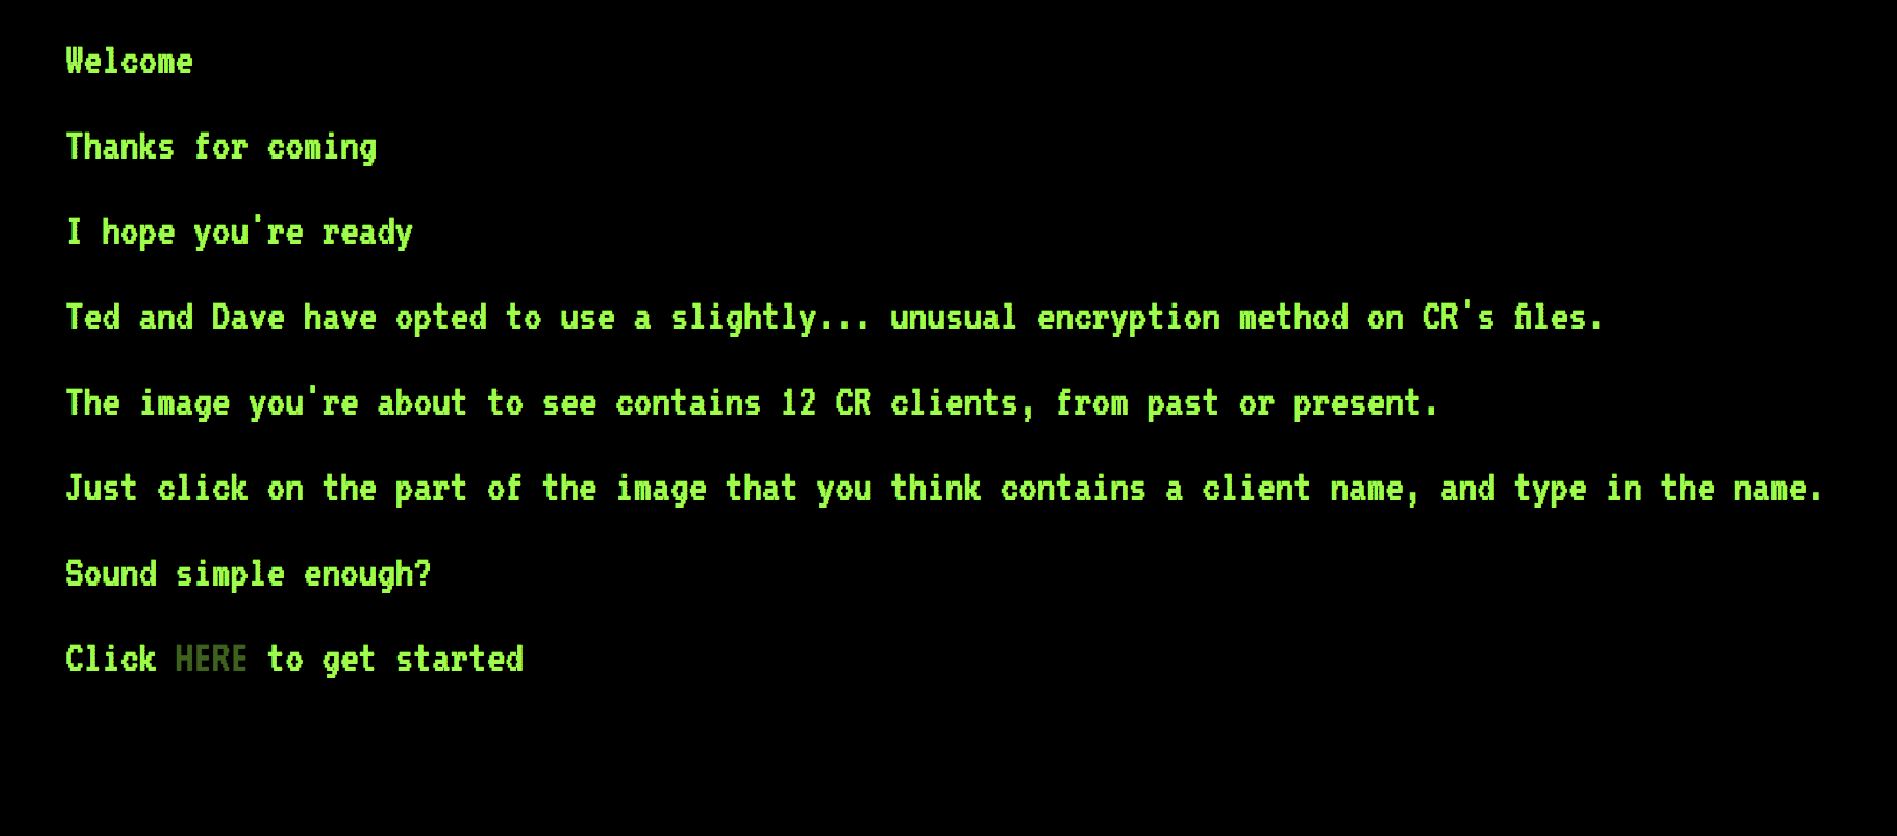 Welcome
Thanks for coming
I hope you're ready
Ted and Dave have opted to use a slightly... unusual encryption method on CR's files.
The image you're about to see contains 12 CR clients, from past or present.
Just click on the part of the image that you think contains a client name, and type in the name.
Sound simple enough?
Click HERE to get started